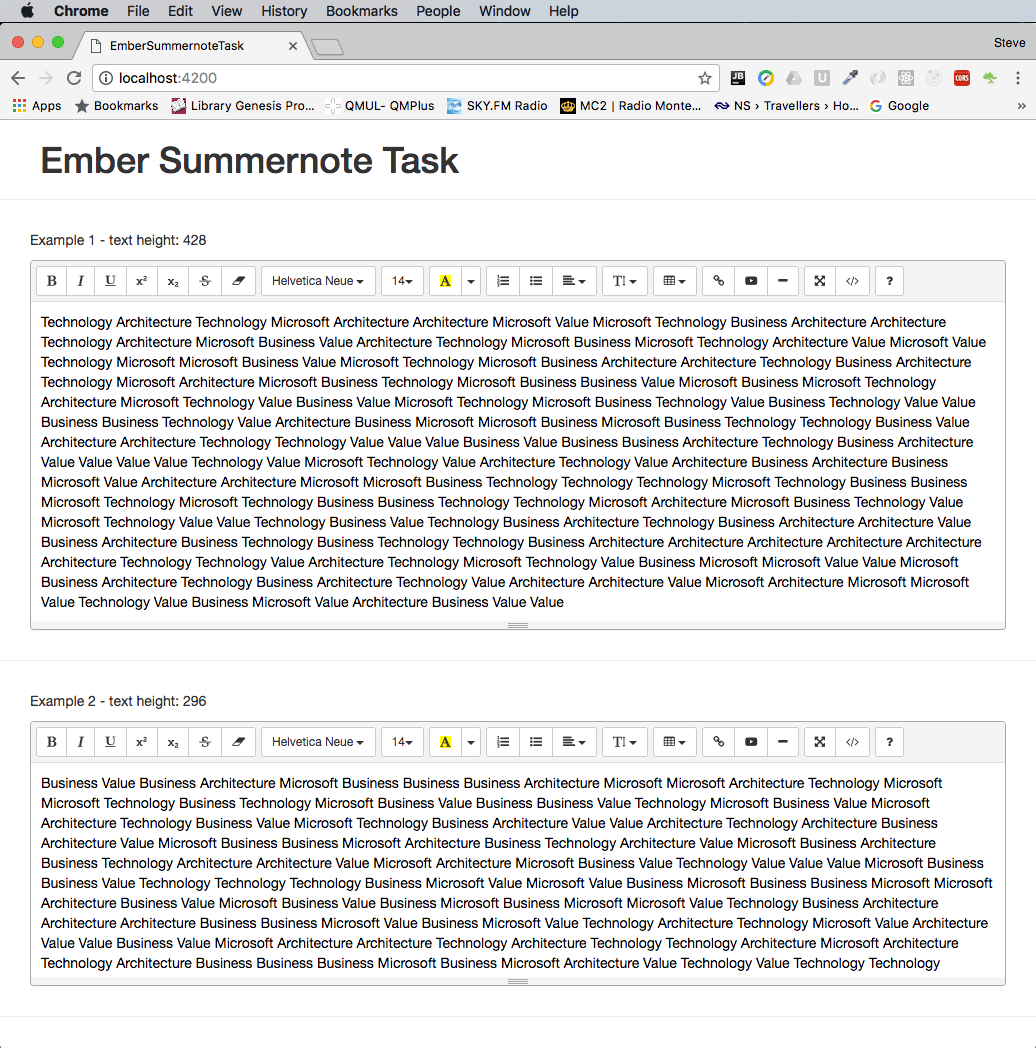 Chrome File Edit View History Bookmarks People Window Help
EmberSummernoteTask
Steve
localhost:4200
JB U CORS
Apps Bookmarks Library Genesis Pro... QMUL- QMPlus SKY.FM Radio MC2 | Radio Monte... NS › Travellers › Ho... Google »
Ember Summernote Task
Example 1 - text height: 428
B I U x² x₂ S Helvetica Neue 14 A T! </> ?
Technology Architecture Technology Microsoft Architecture Architecture Microsoft Value Microsoft Technology Business Architecture Architecture
Technology Architecture Microsoft Business Value Architecture Technology Microsoft Business Microsoft Technology Architecture Value Microsoft Value
Technology Microsoft Microsoft Business Value Microsoft Technology Microsoft Business Architecture Architecture Technology Business Architecture
Technology Microsoft Architecture Microsoft Business Technology Microsoft Business Business Value Microsoft Business Microsoft Technology
Architecture Microsoft Technology Value Business Value Microsoft Technology Microsoft Business Technology Value Business Technology Value Value
Business Business Technology Value Architecture Business Microsoft Microsoft Business Microsoft Business Technology Technology Business Value
Architecture Architecture Technology Technology Value Value Value Business Value Business Business Architecture Technology Business Architecture
Value Value Value Value Technology Value Microsoft Technology Value Architecture Technology Value Architecture Business Architecture Business
Microsoft Value Architecture Architecture Microsoft Microsoft Business Technology Technology Technology Microsoft Technology Business Business
Microsoft Technology Microsoft Technology Business Business Technology Technology Microsoft Architecture Microsoft Business Technology Value
Microsoft Technology Value Value Technology Business Value Technology Business Architecture Technology Business Architecture Architecture Value
Business Architecture Business Technology Business Technology Technology Business Architecture Architecture Architecture Architecture Architecture
Architecture Technology Technology Value Architecture Technology Microsoft Technology Value Business Microsoft Microsoft Value Value Microsoft
Business Architecture Technology Business Architecture Technology Value Architecture Architecture Value Microsoft Architecture Microsoft Microsoft
Value Technology Value Business Microsoft Value Architecture Business Value Value
Example 2 - text height: 296
B I U x² x₂ S Helvetica Neue 14 A T! </> ?
Business Value Business Architecture Microsoft Business Business Business Architecture Microsoft Microsoft Architecture Technology Microsoft
Microsoft Technology Business Technology Microsoft Business Value Business Business Value Technology Microsoft Business Value Microsoft
Architecture Technology Business Value Microsoft Technology Business Architecture Value Value Architecture Technology Architecture Business
Architecture Value Microsoft Business Business Microsoft Architecture Business Technology Architecture Value Microsoft Business Architecture
Business Technology Architecture Architecture Value Microsoft Architecture Microsoft Business Value Technology Value Value Value Microsoft Business
Business Value Technology Technology Technology Business Microsoft Value Microsoft Value Business Microsoft Business Business Microsoft Microsoft
Architecture Business Value Microsoft Business Value Business Microsoft Business Microsoft Microsoft Value Technology Business Architecture
Architecture Architecture Business Business Microsoft Value Business Microsoft Value Technology Architecture Technology Microsoft Value Architecture
Value Value Business Value Microsoft Architecture Architecture Technology Architecture Technology Technology Architecture Microsoft Architecture
Technology Architecture Business Business Business Microsoft Business Microsoft Architecture Value Technology Value Technology Technology